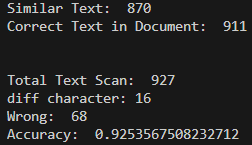 Similar Text:  870
Correct Text in Document:  911
Total Text Scan:  927
diff character: 16
Wrong:  68
Accuracy:  0.9253567508232712